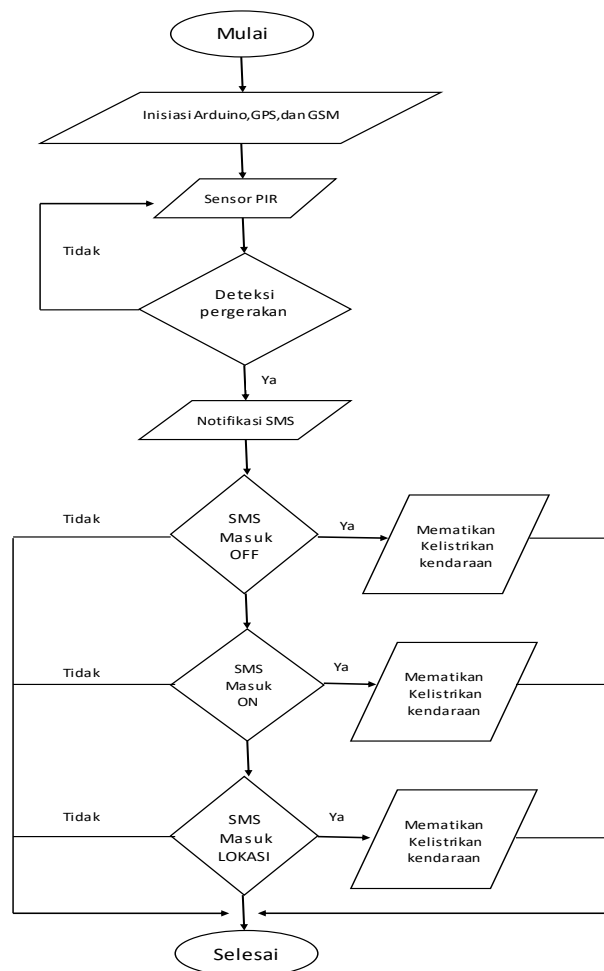 Mulai
Inisiasi Arduino,GPS,dan GSM
Sensor PIR
Tidak
Deteksi
pergerakan
Ya
Notifikasi SMS
Tidak
SMS
Masuk
OFF
Ya
Mematikan
Kelistrikan
kendaraan
Tidak
SMS
Masuk
ON
Ya
Mematikan
Kelistrikan
kendaraan
Tidak
SMS
Masuk
LOKASI
Ya
Mematikan
Kelistrikan
kendaraan
Selesai